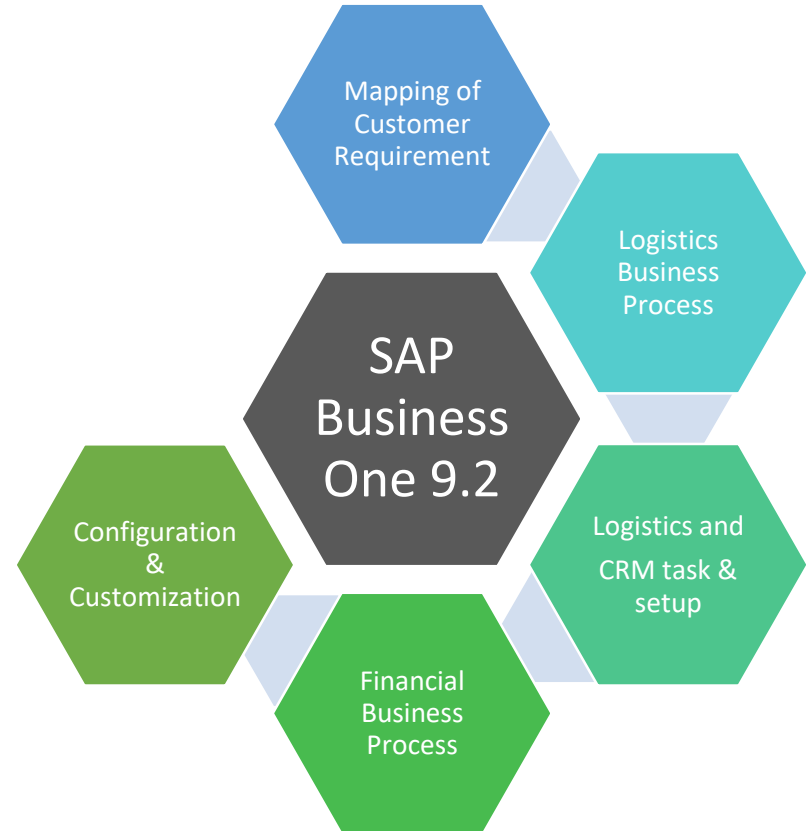 Mapping of
Customer
Requirement
Logistics
Business
Process
SAP
Business
One 9.2
Logistics and
CRM task &
setup
Configuration
&
Customization
Financial
Business
Process